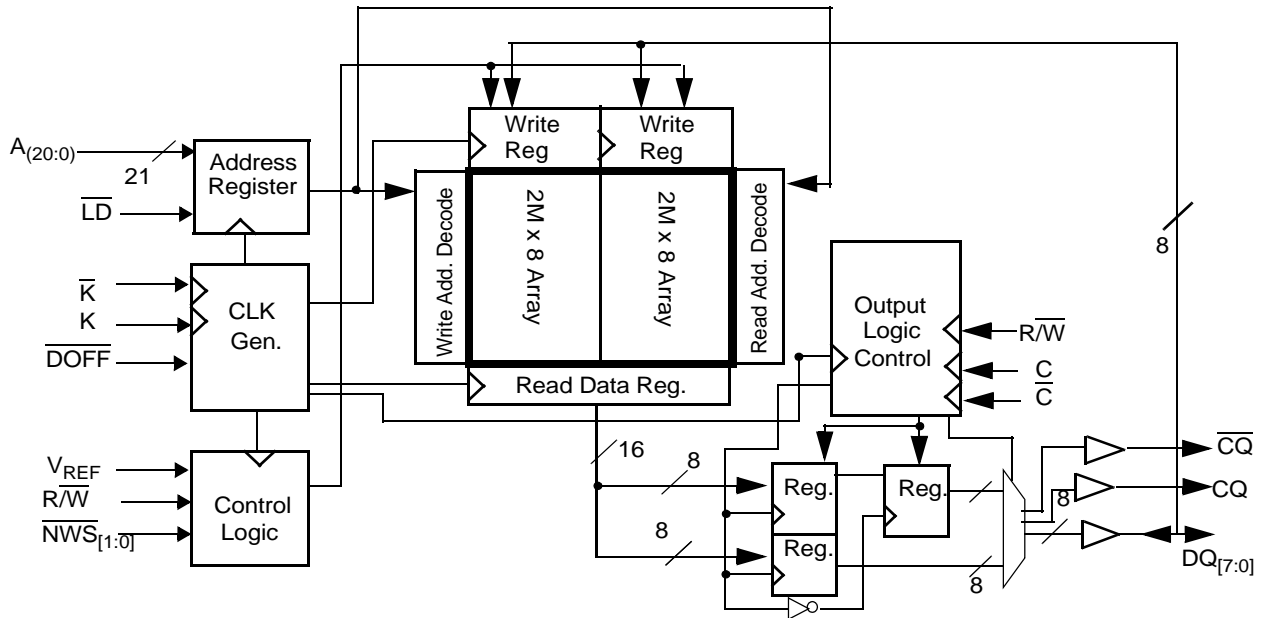 A(20:0)
21
LD
Address
Register
K
K
DOFF
CLK
Gen.
VREF
R/W
NWS[1:0]
Control
Logic
Write
Reg
Write
Reg
Write Add. Decode
2M x 8 Array
2M x 8 Array
Read Add. Decode
Read Data Reg.
16
8
8
Output
Logic
Control
R/W
C
C
8
Reg.
Reg.
Reg.
8
8
CQ
CQ
DQ[7:0]